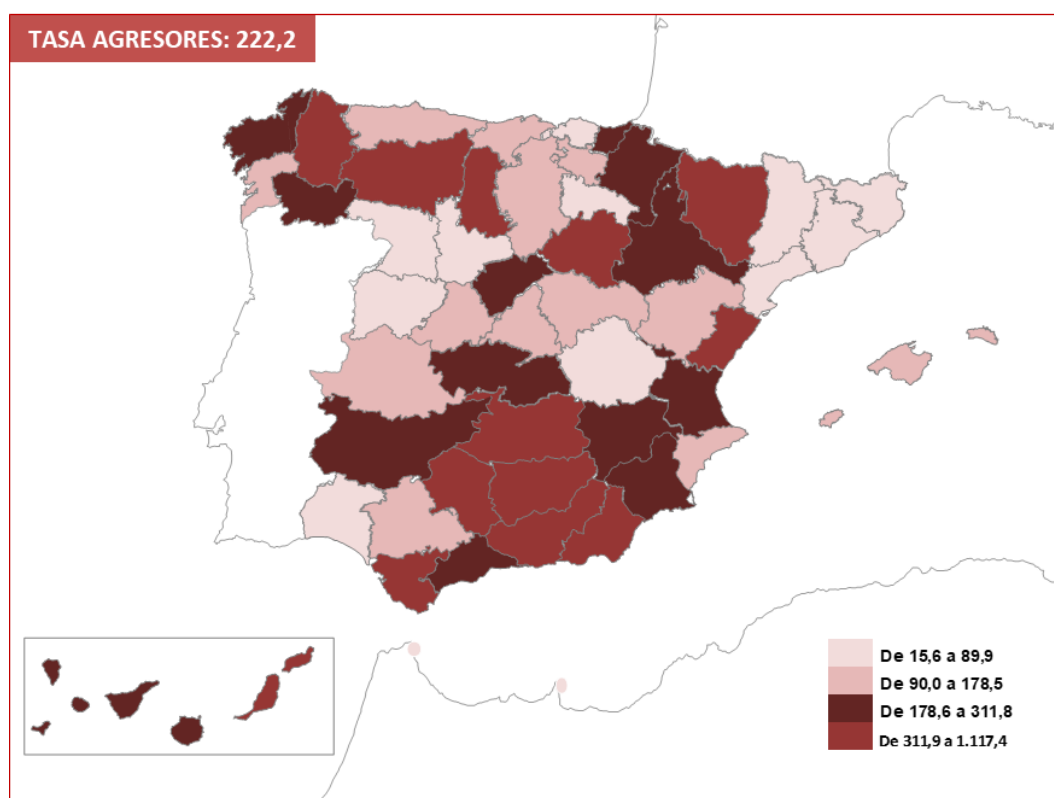 TASA AGRESORES: 222,2
De 15,6 a 89,9
De 90,0 a 178,5
De 178,6 a 311,8
De 311,9 a 1.117,4